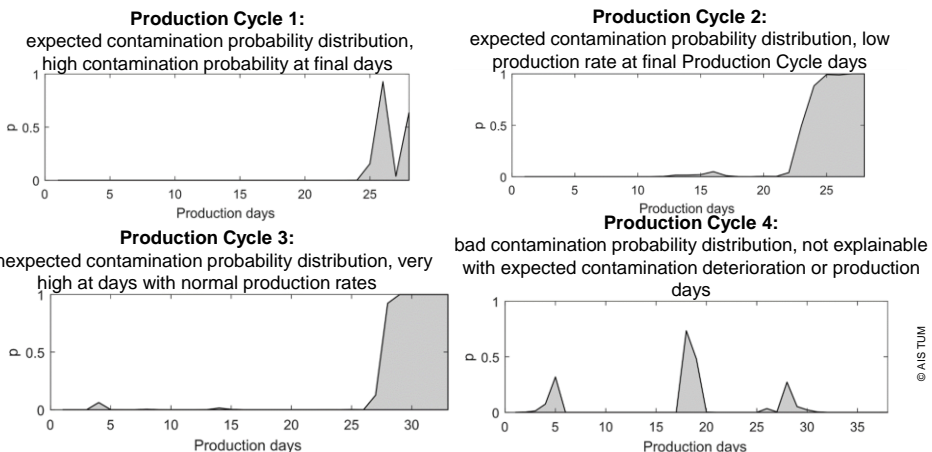 Production Cycle 1:
expected contamination probability distribution,
high contamination probability at final days
1
0.5
0
p
0 5 10 15 20 25
Production days
Production Cycle 2:
expected contamination probability distribution, low
production rate at final Production Cycle days
1
0.5
0
p
0 5 10 15 20 25
Production days
Production Cycle 3:
nexpected contamination probability distribution, very
high at days with normal production rates
1
0.5
0
p
0 5 10 15 20 25 30
Production days
Production Cycle 4:
bad contamination probability distribution, not explainable
with expected contamination deterioration or production
days
1
0.5
0
p
0 5 10 15 20 25 30 35
Production days
© AIS TUM